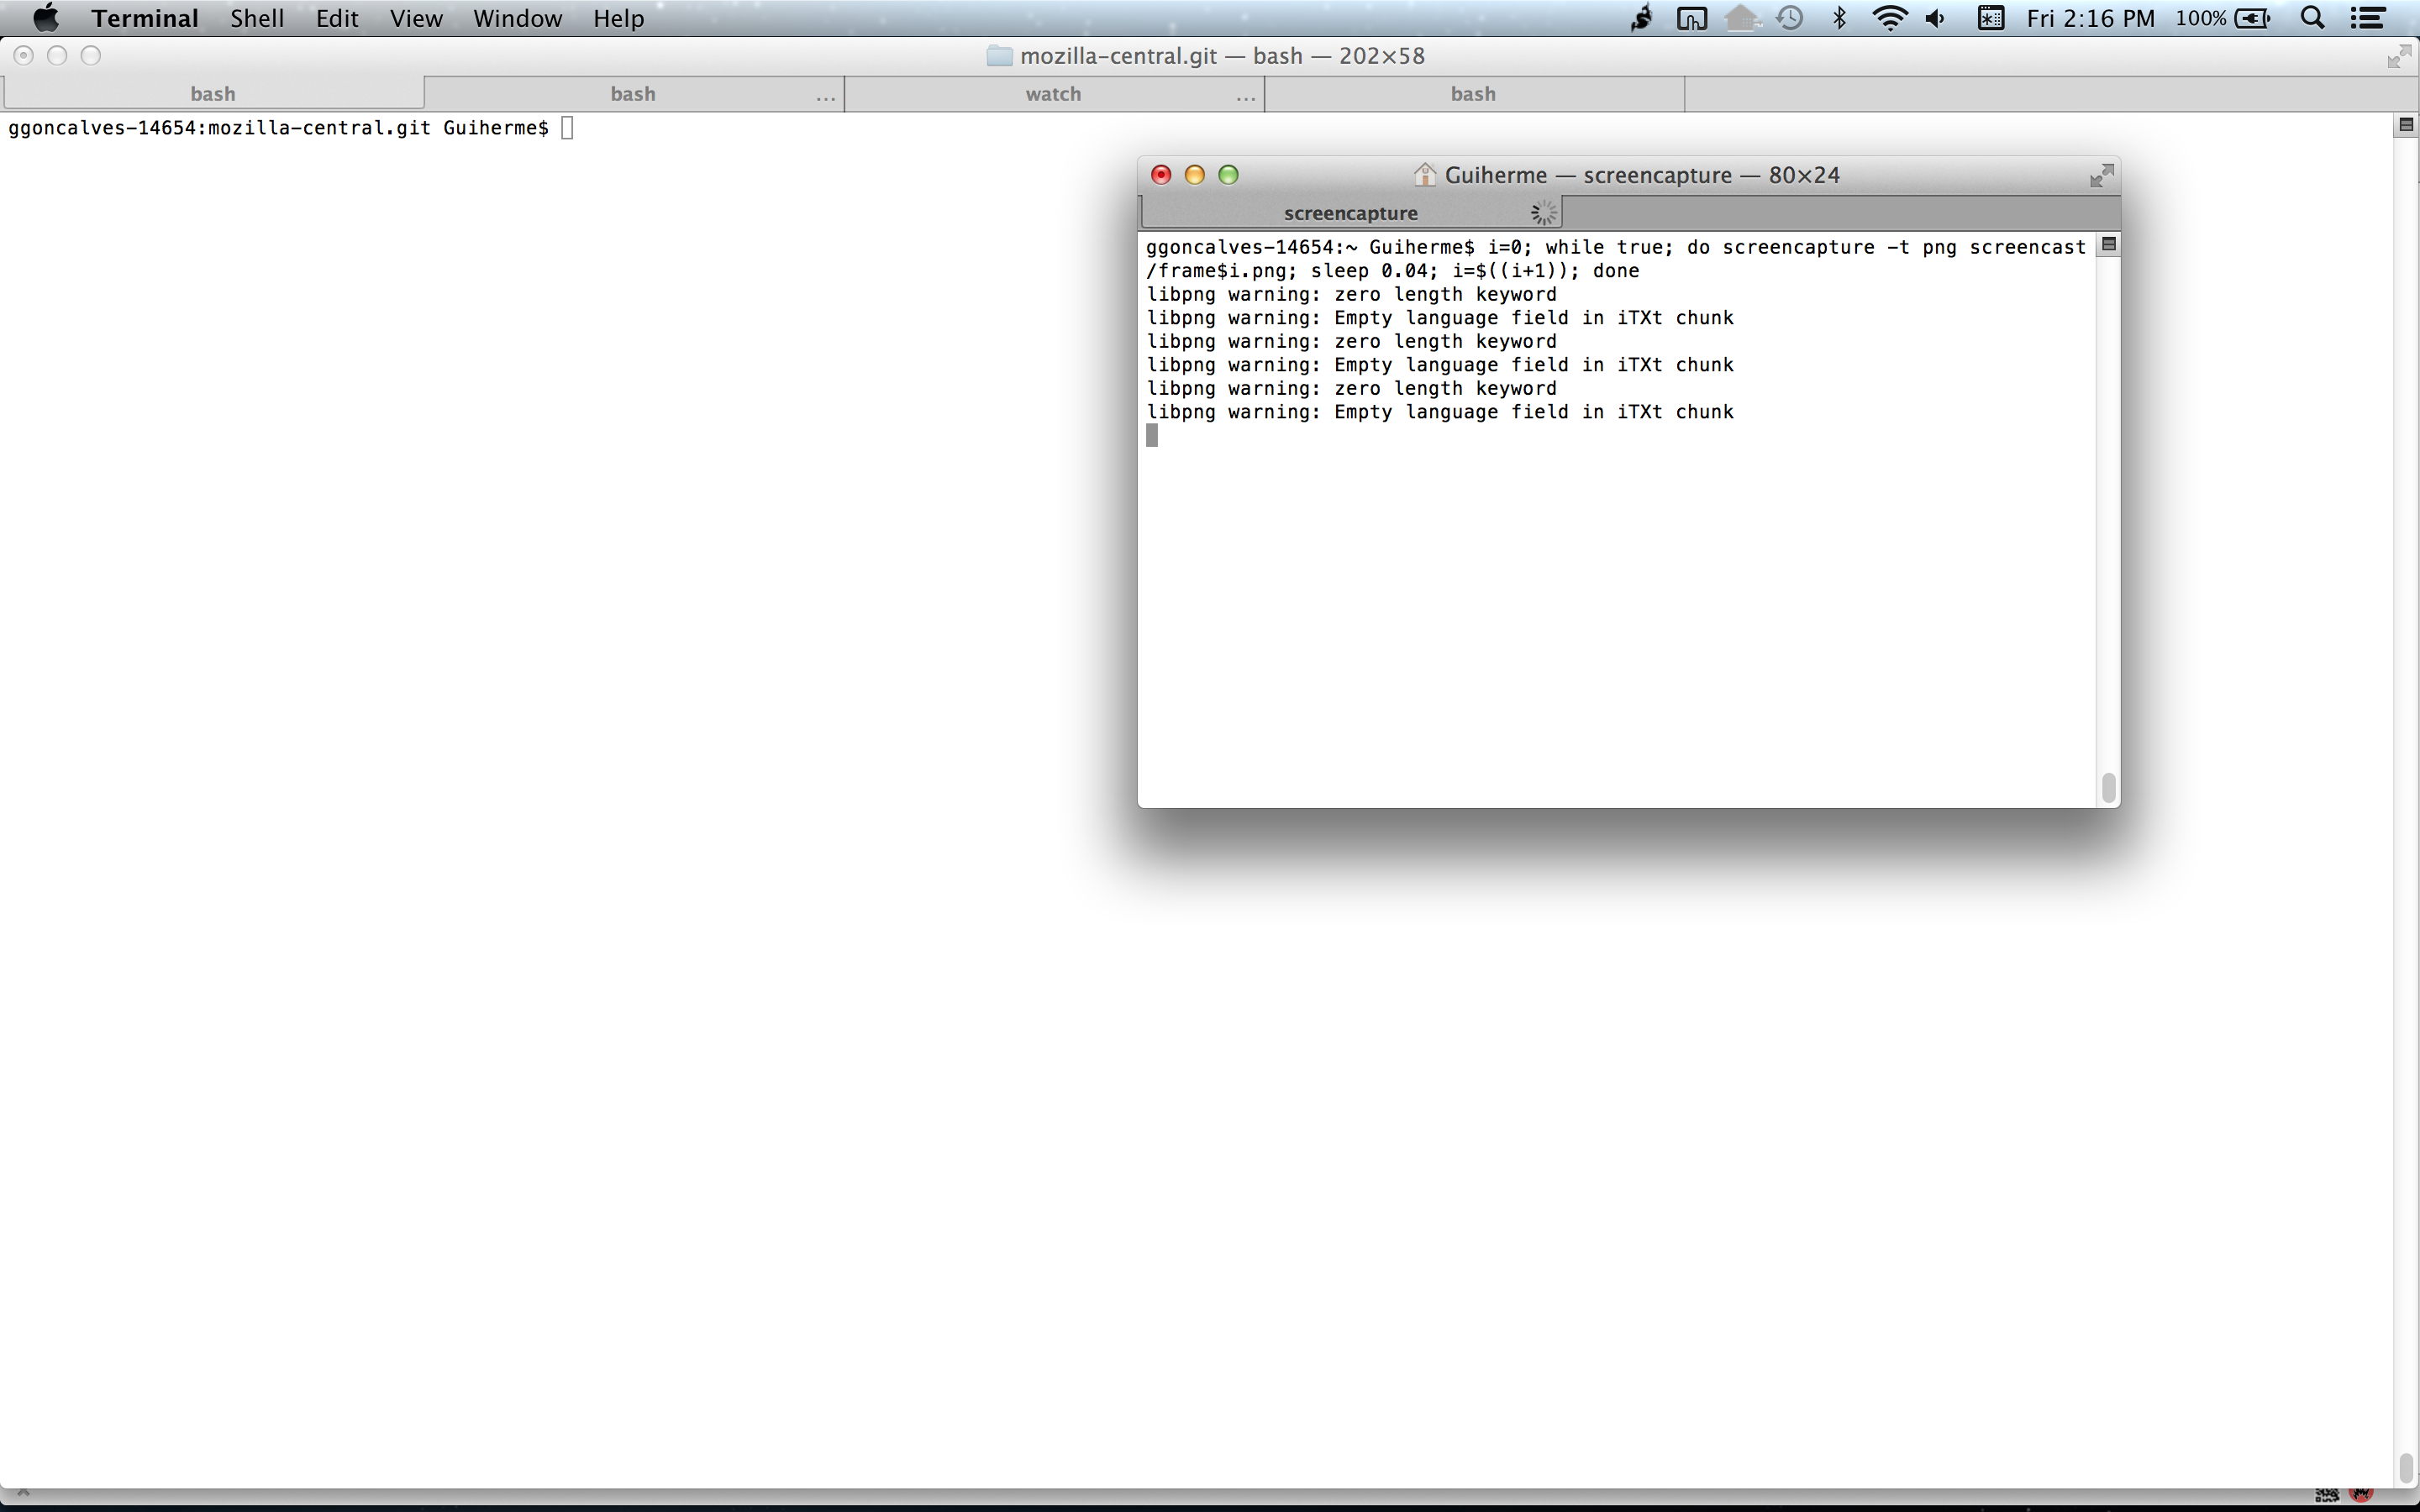 Terminal Shell Edit View Window Help Fri 2:16 PM 100%
mozilla-central.git — bash — 202×58
bash bash ... watch ... bash
ggoncalves-14654:mozilla-central.git Guiherme$
Guiherme — screencapture — 80×24
screencapture
ggoncalves-14654:~ Guiherme$ i=0; while true; do screencapture -t png screencast
/frame$i.png; sleep 0.04; i=$((i+1)); done
libpng warning: zero length keyword
libpng warning: Empty language field in iTXt chunk
libpng warning: zero length keyword
libpng warning: Empty language field in iTXt chunk
libpng warning: zero length keyword
libpng warning: Empty language field in iTXt chunk